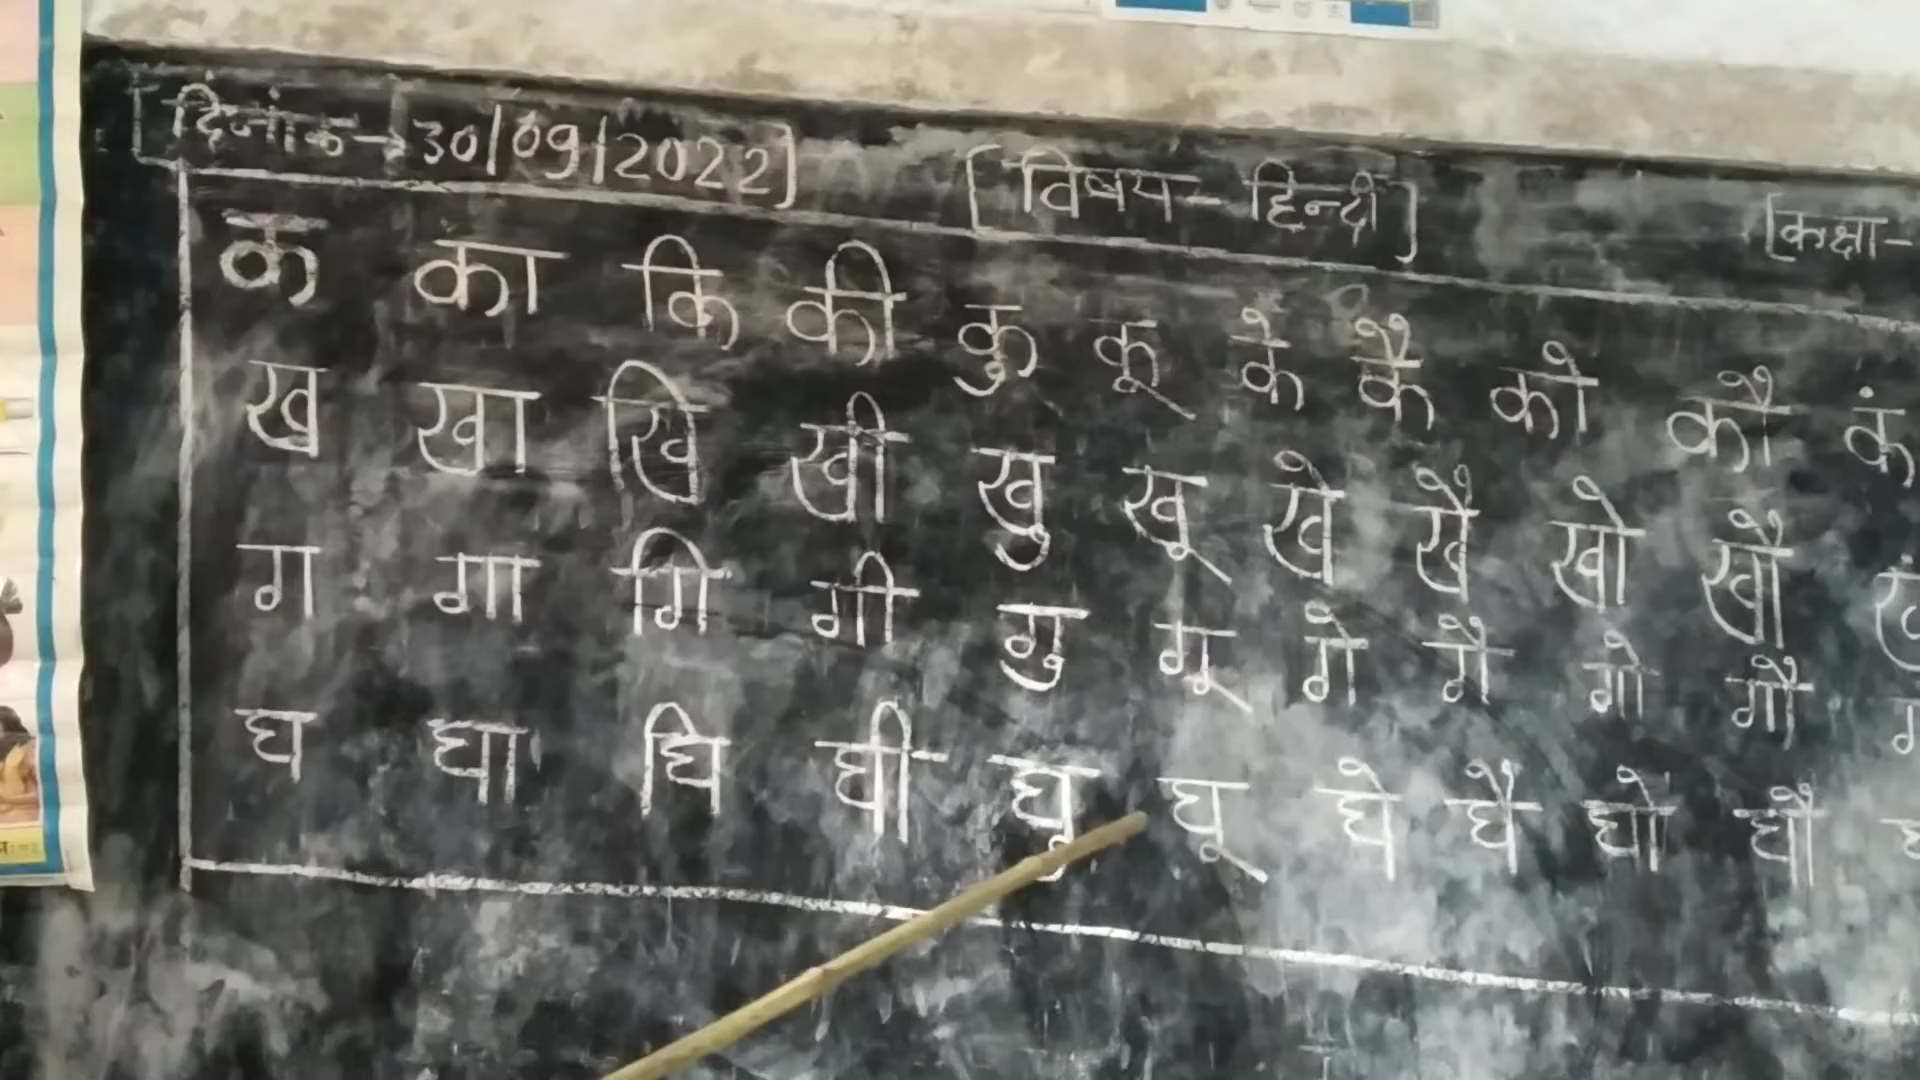 [दिनांक→ 30/09/2022] [विषय- हिन्दी] [कक्षा-
क का कि की कु कू के कै को कौ कं
ख खा खि खी खु खू खे खै खो खौ
ग गा गि गी गु गू गे गै गो गौ
घ घा घि घी घु घू घे घै घो घौ